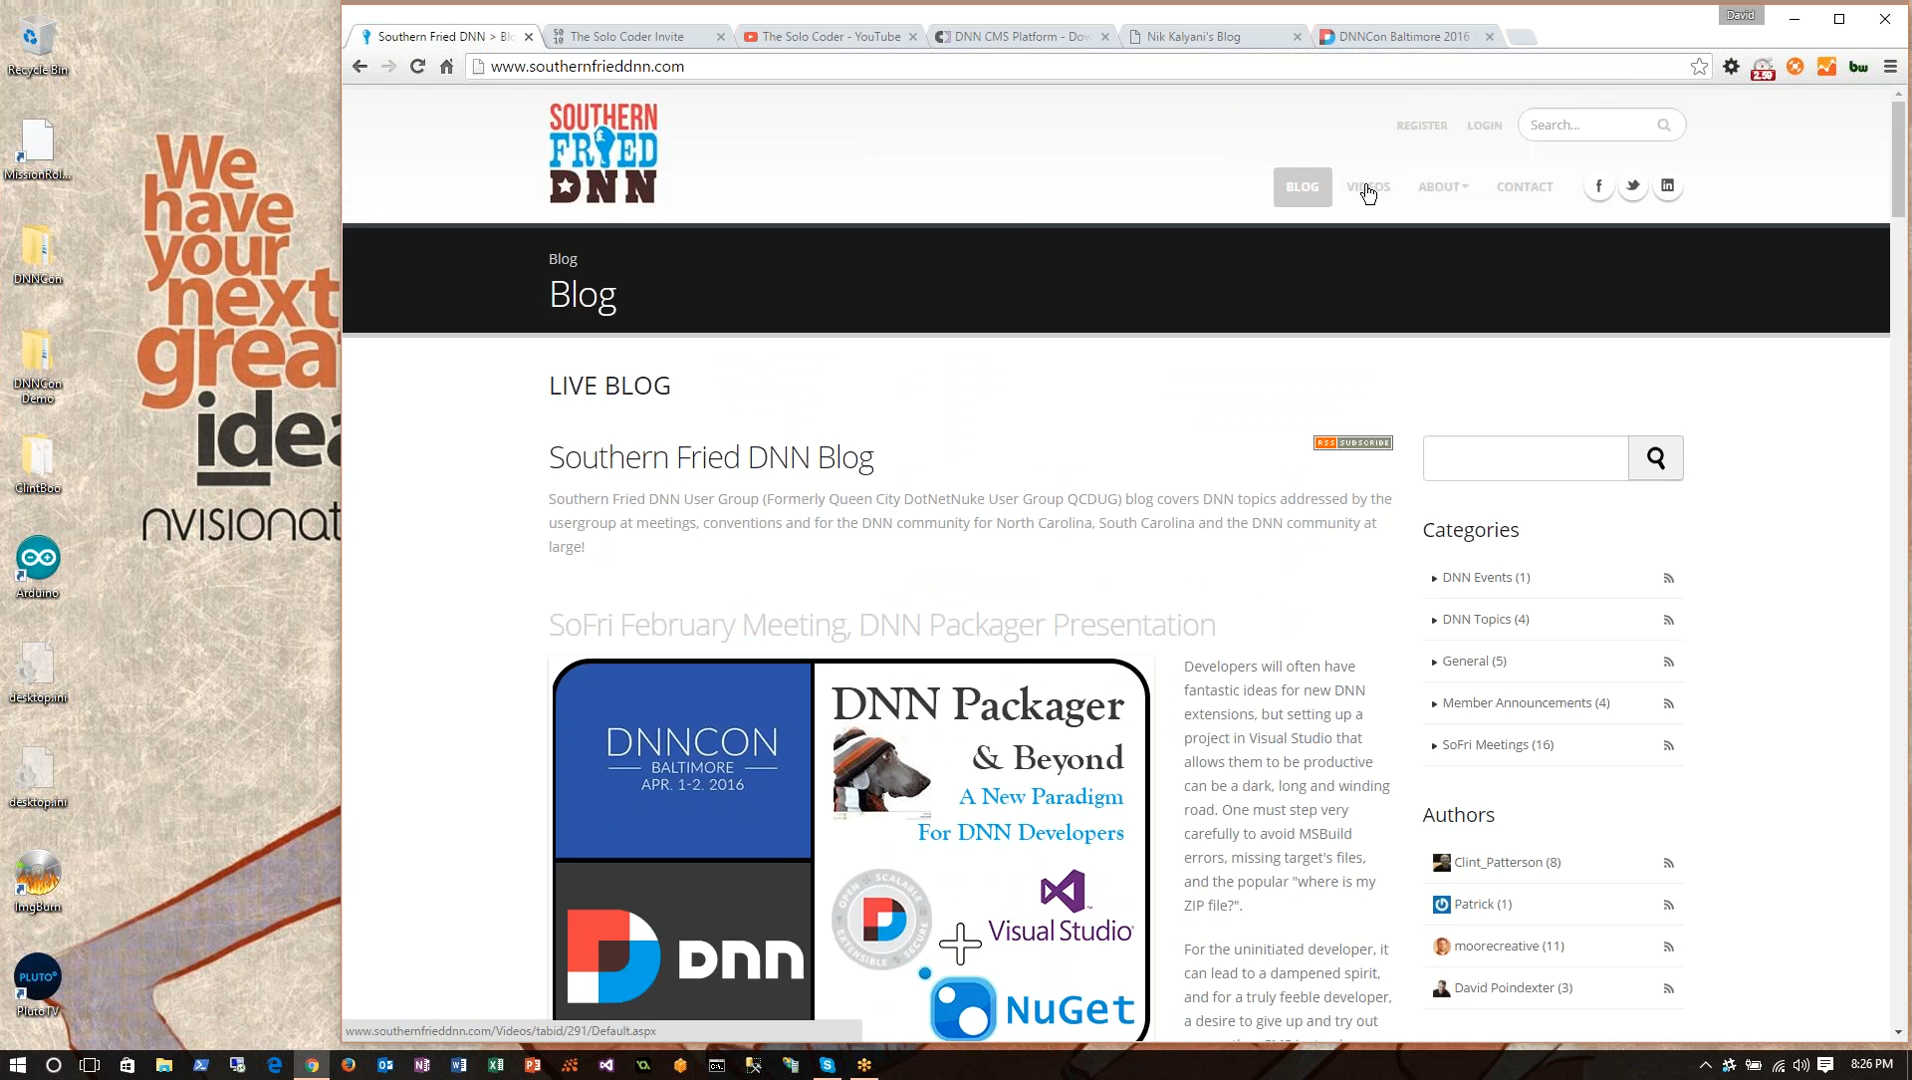 David
Southern Fried DNN > Blo
The Solo Coder Invite
The Solo Coder - YouTube
DNN CMS Platform - Dow
Nik Kalyani's Blog
DNNCon Baltimore 2016
www.southernfrieddnn.com
2.59
bw
SOUTHERN
FRIED
DNN
REGISTER
LOGIN
Search...
BLOG
VIDEOS
ABOUT
CONTACT
Blog
Blog
LIVE BLOG
Southern Fried DNN Blog
RSS SUBSCRIBE
Southern Fried DNN User Group (Formerly Queen City DotNetNuke User Group QCDUG) blog covers DNN topics addressed by the
usergroup at meetings, conventions and for the DNN community for North Carolina, South Carolina and the DNN community at
large!
SoFri February Meeting, DNN Packager Presentation
DNNCON
BALTIMORE
APR. 1-2. 2016
DNN Packager
& Beyond
A New Paradigm
For DNN Developers
OPEN SCALABLE
SECURE
EXTENSIBLE
Visual Studio
NuGet
DNN
Developers will often have
fantastic ideas for new DNN
extensions, but setting up a
project in Visual Studio that
allows them to be productive
can be a dark, long and winding
road. One must step very
carefully to avoid MSBuild
errors, missing target's files,
and the popular "where is my
ZIP file?".
For the uninitiated developer, it
can lead to a dampened spirit,
and for a truly feeble developer,
a desire to give up and try out
Categories
DNN Events (1)
DNN Topics (4)
General (5)
Member Announcements (4)
SoFri Meetings (16)
Authors
Clint_Patterson (8)
Patrick (1)
moorecreative (11)
David Poindexter (3)
www.southernfrieddnn.com/Videos/tabid/291/Default.aspx
Recycle Bin
MissionRol...
DNNCon
DNNCon
Demo
ClintBoo
Arduino
desktop.ini
desktop.ini
ImgBurn
PLUTO
PlutoTV
We
have
your
next
grea
idea
nvisionat
8:26 PM